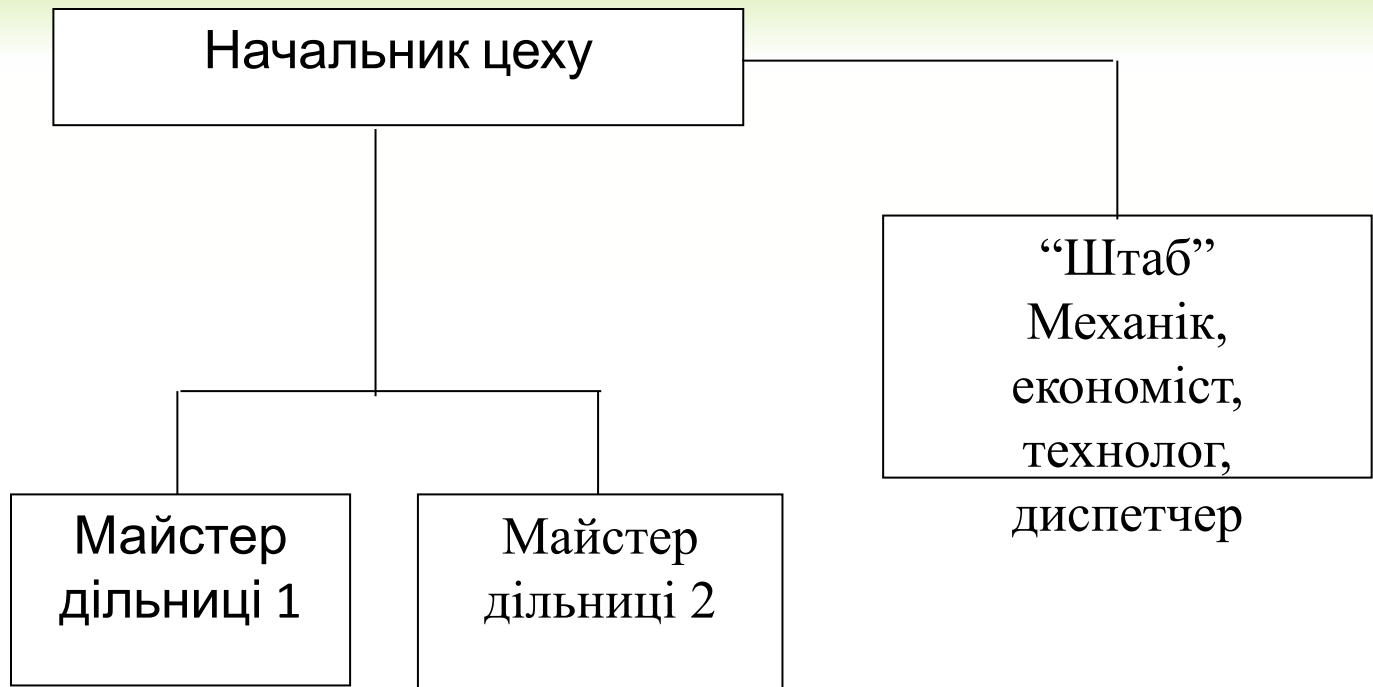 Начальник цеху
“Штаб”
Механік,
економіст,
технолог,
диспетчер
Майстер
дільниці 1
Майстер
дільниці 2